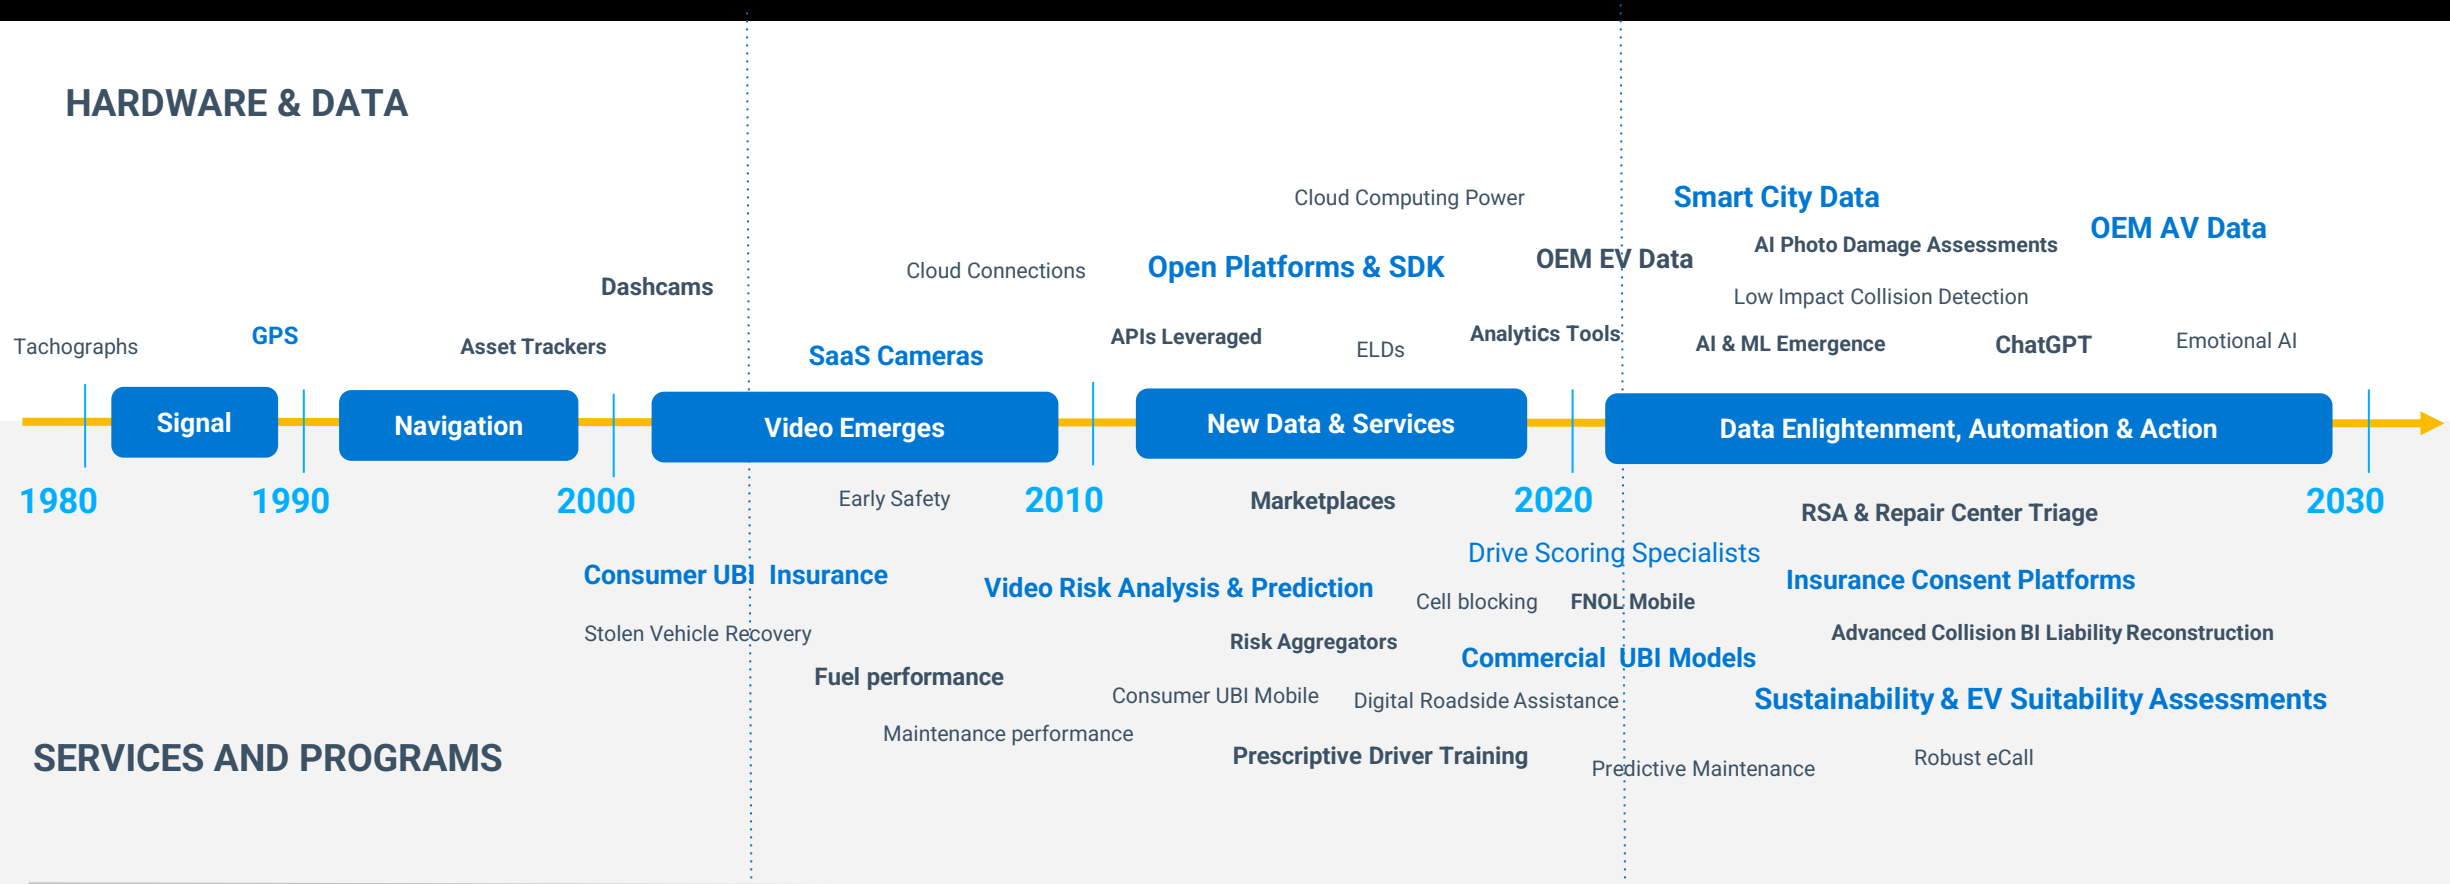 HARDWARE & DATA
Cloud Computing Power
Smart City Data
OEM AV Data
AI Photo Damage Assessments
OEM EV Data
Open Platforms & SDK
Cloud Connections
Dashcams
Low Impact Collision Detection
Tachographs
GPS
Asset Trackers
SaaS Cameras
APIs Leveraged
ELDs
Analytics Tools
AI & ML Emergence
ChatGPT
Emotional AI
Signal
Navigation
Video Emerges
New Data & Services
Data Enlightenment, Automation & Action
1980
1990
2000
Early Safety
2010
Marketplaces
2020
RSA & Repair Center Triage
2030
Drive Scoring Specialists
Consumer UBI Insurance
Video Risk Analysis & Prediction
Insurance Consent Platforms
Cell blocking
FNOL Mobile
Stolen Vehicle Recovery
Risk Aggregators
Advanced Collision BI Liability Reconstruction
Commercial UBI Models
Fuel performance
Consumer UBI Mobile
Digital Roadside Assistance
Sustainability & EV Suitability Assessments
Maintenance performance
SERVICES AND PROGRAMS
Prescriptive Driver Training
Predictive Maintenance
Robust eCall